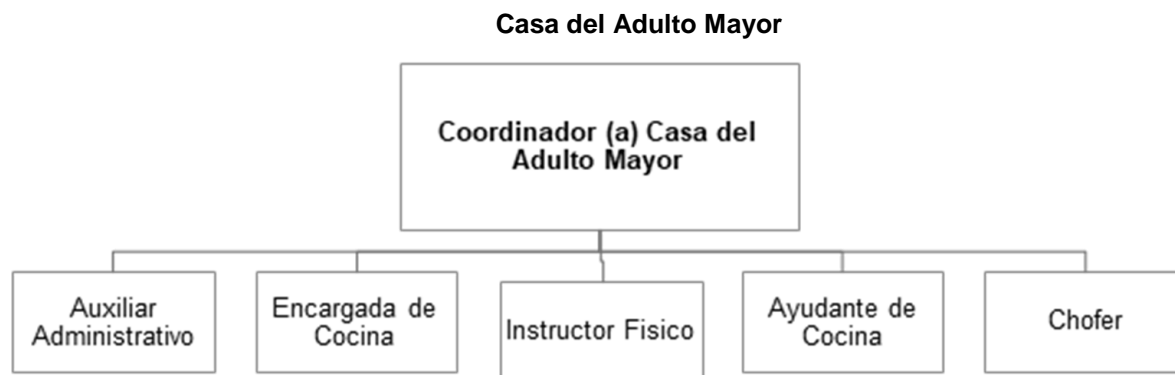 Casa del Adulto Mayor
Coordinador (a) Casa del
Adulto Mayor
Auxiliar
Administrativo
Encargada de
Cocina
Instructor Fisico
Ayudante de
Cocina
Chofer